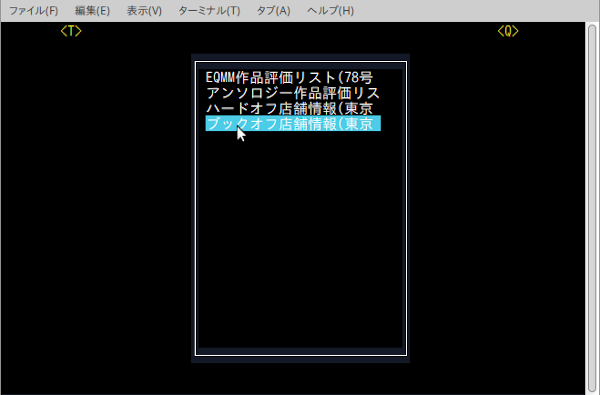 ファイル(F) 編集(E) 表示(V) ターミナル(T) タブ(A) ヘルプ(H)
<T> <Q>
EQMM作品評価リスト(78号
アンソロジー作品評価リス
ハードオフ店舗情報(東京
ブックオフ店舗情報(東京